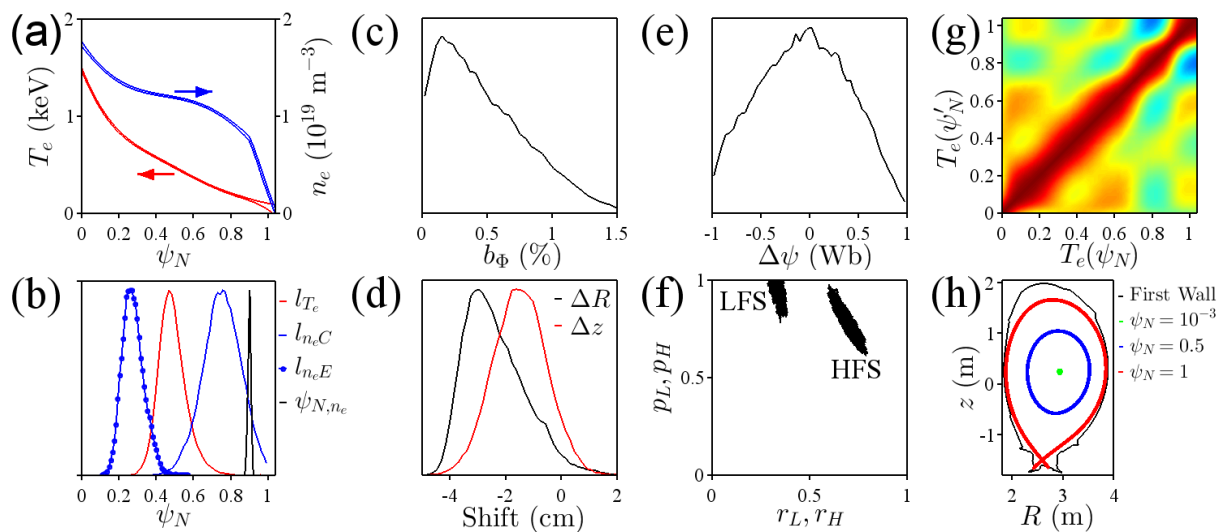 (a)
2
1
0
T_e (keV)
2
1
0
n_e (10^19 m^−3)
0 0.2 0.4 0.6 0.8 1
ψ_N
(c)
0 0.5 1 1.5
b_Φ (%)
(e)
-1 -0.5 0 0.5 1
Δψ (Wb)
(g)
1
0.8
0.6
0.4
0.2
0
T_e(ψ′_N)
0 0.2 0.4 0.6 0.8 1
T_e(ψ_N)
(b)
l_{T_e}
l_{n_eC}
l_{n_eE}
ψ_{N,n_e}
0 0.2 0.4 0.6 0.8 1
ψ_N
(d)
ΔR
Δz
-4 -2 0 2
Shift (cm)
(f)
1
0.5
0
p_L, p_H
LFS
HFS
0 0.5 1
r_L, r_H
(h)
2
1
0
-1
z (m)
2 3 4
R (m)
First Wall
ψ_N = 10^−3
ψ_N = 0.5
ψ_N = 1